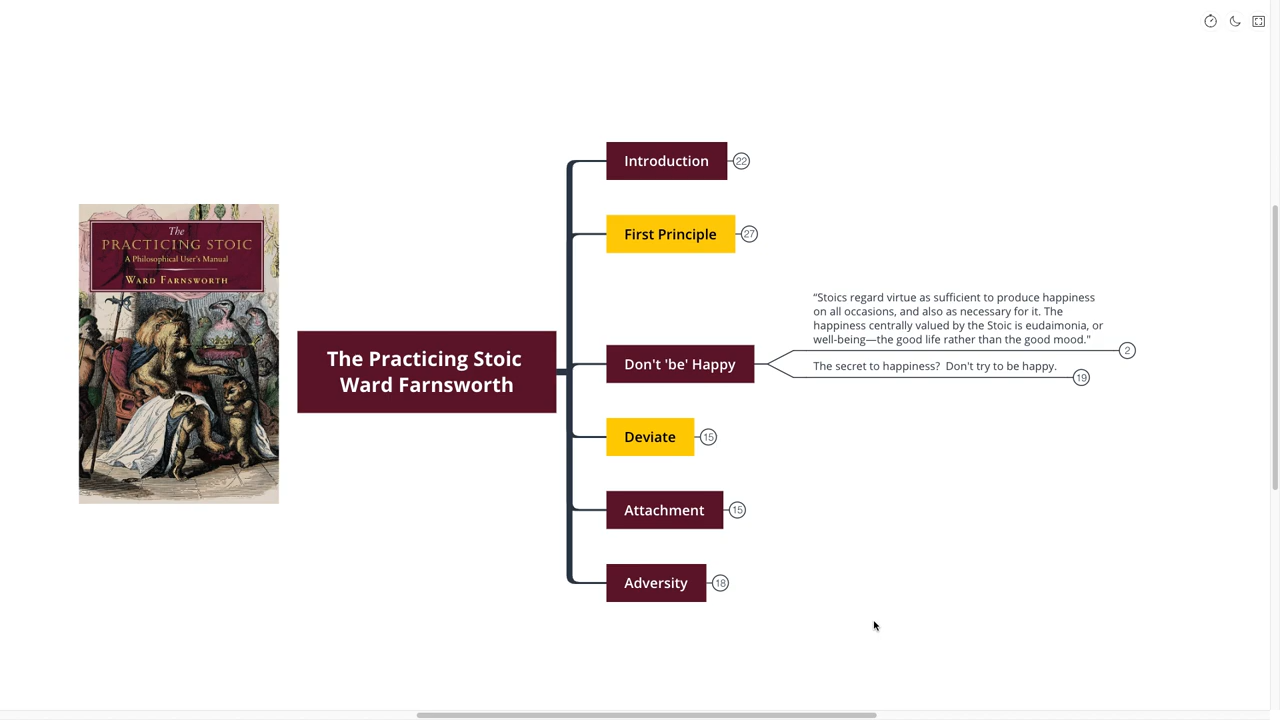 The
PRACTICING STOIC
A Philosophical User's Manual
WARD FARNSWORTH
The Practicing Stoic
Ward Farnsworth
Introduction
22
First Principle
27
Don't 'be' Happy
“Stoics regard virtue as sufficient to produce happiness
on all occasions, and also as necessary for it. The
happiness centrally valued by the Stoic is eudaimonia, or
well-being—the good life rather than the good mood.”
2
The secret to happiness?  Don't try to be happy.
19
Deviate
15
Attachment
15
Adversity
18